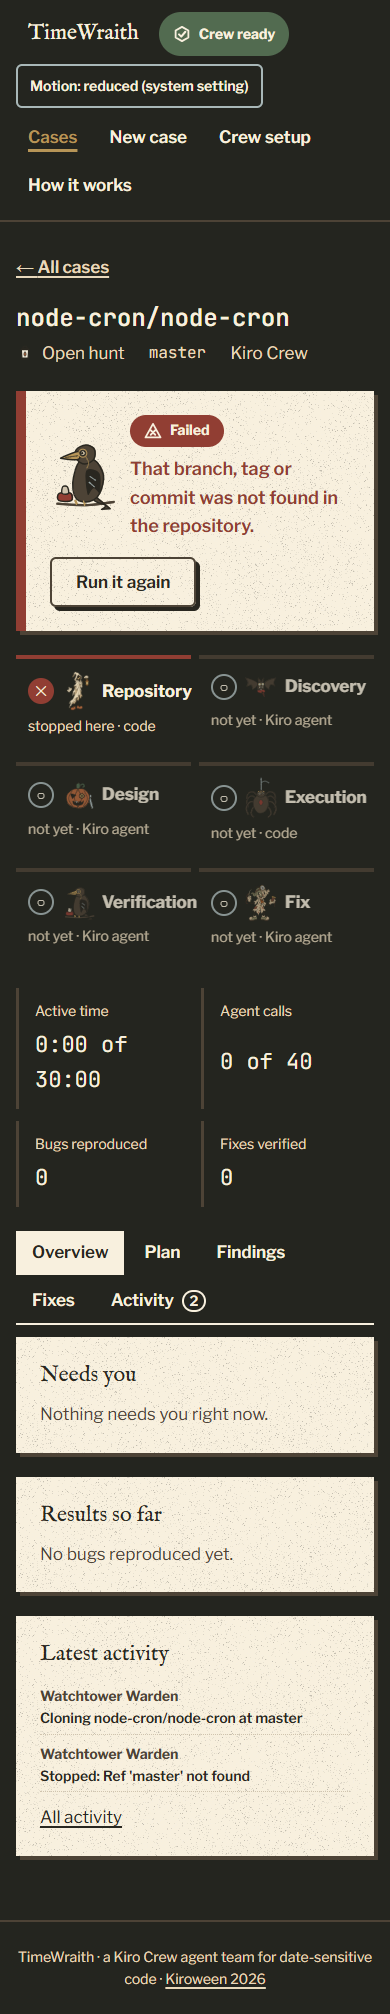 TimeWraith
Crew ready
Motion: reduced (system setting)
Cases
New case
Crew setup
How it works
← All cases
node-cron/node-cron
Open hunt
master
Kiro Crew
Failed
That branch, tag or
commit was not found in
the repository.
Run it again
Repository
stopped here · code
Discovery
not yet · Kiro agent
Design
not yet · Kiro agent
Execution
not yet · code
Verification
not yet · Kiro agent
Fix
not yet · Kiro agent
Active time
0:00 of
30:00
Agent calls
0 of 40
Bugs reproduced
0
Fixes verified
0
Overview
Plan
Findings
Fixes
Activity 2
Needs you
Nothing needs you right now.
Results so far
No bugs reproduced yet.
Latest activity
Watchtower Warden
Cloning node-cron/node-cron at master
Watchtower Warden
Stopped: Ref 'master' not found
All activity
TimeWraith · a Kiro Crew agent team for date-sensitive
code · Kiroween 2026